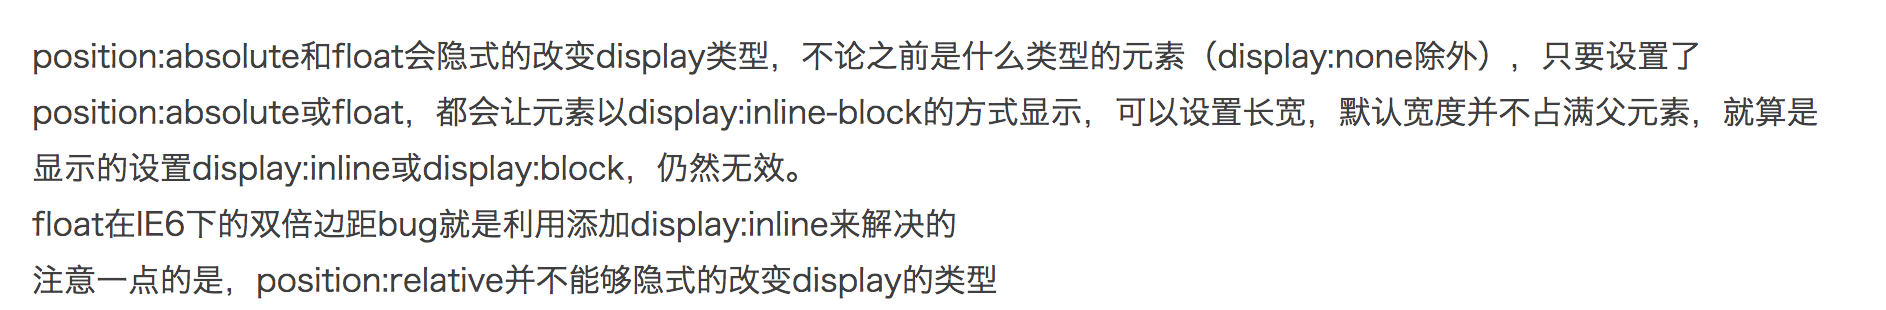 position:absolute和float会隐式的改变display类型，不论之前是什么类型的元素（display:none除外），只要设置了
position:absolute或float，都会让元素以display:inline-block的方式显示，可以设置长宽，默认宽度并不占满父元素，就算是
显示的设置display:inline或display:block，仍然无效。
float在IE6下的双倍边距bug就是利用添加display:inline来解决的
注意一点的是，position:relative并不能够隐式的改变display的类型